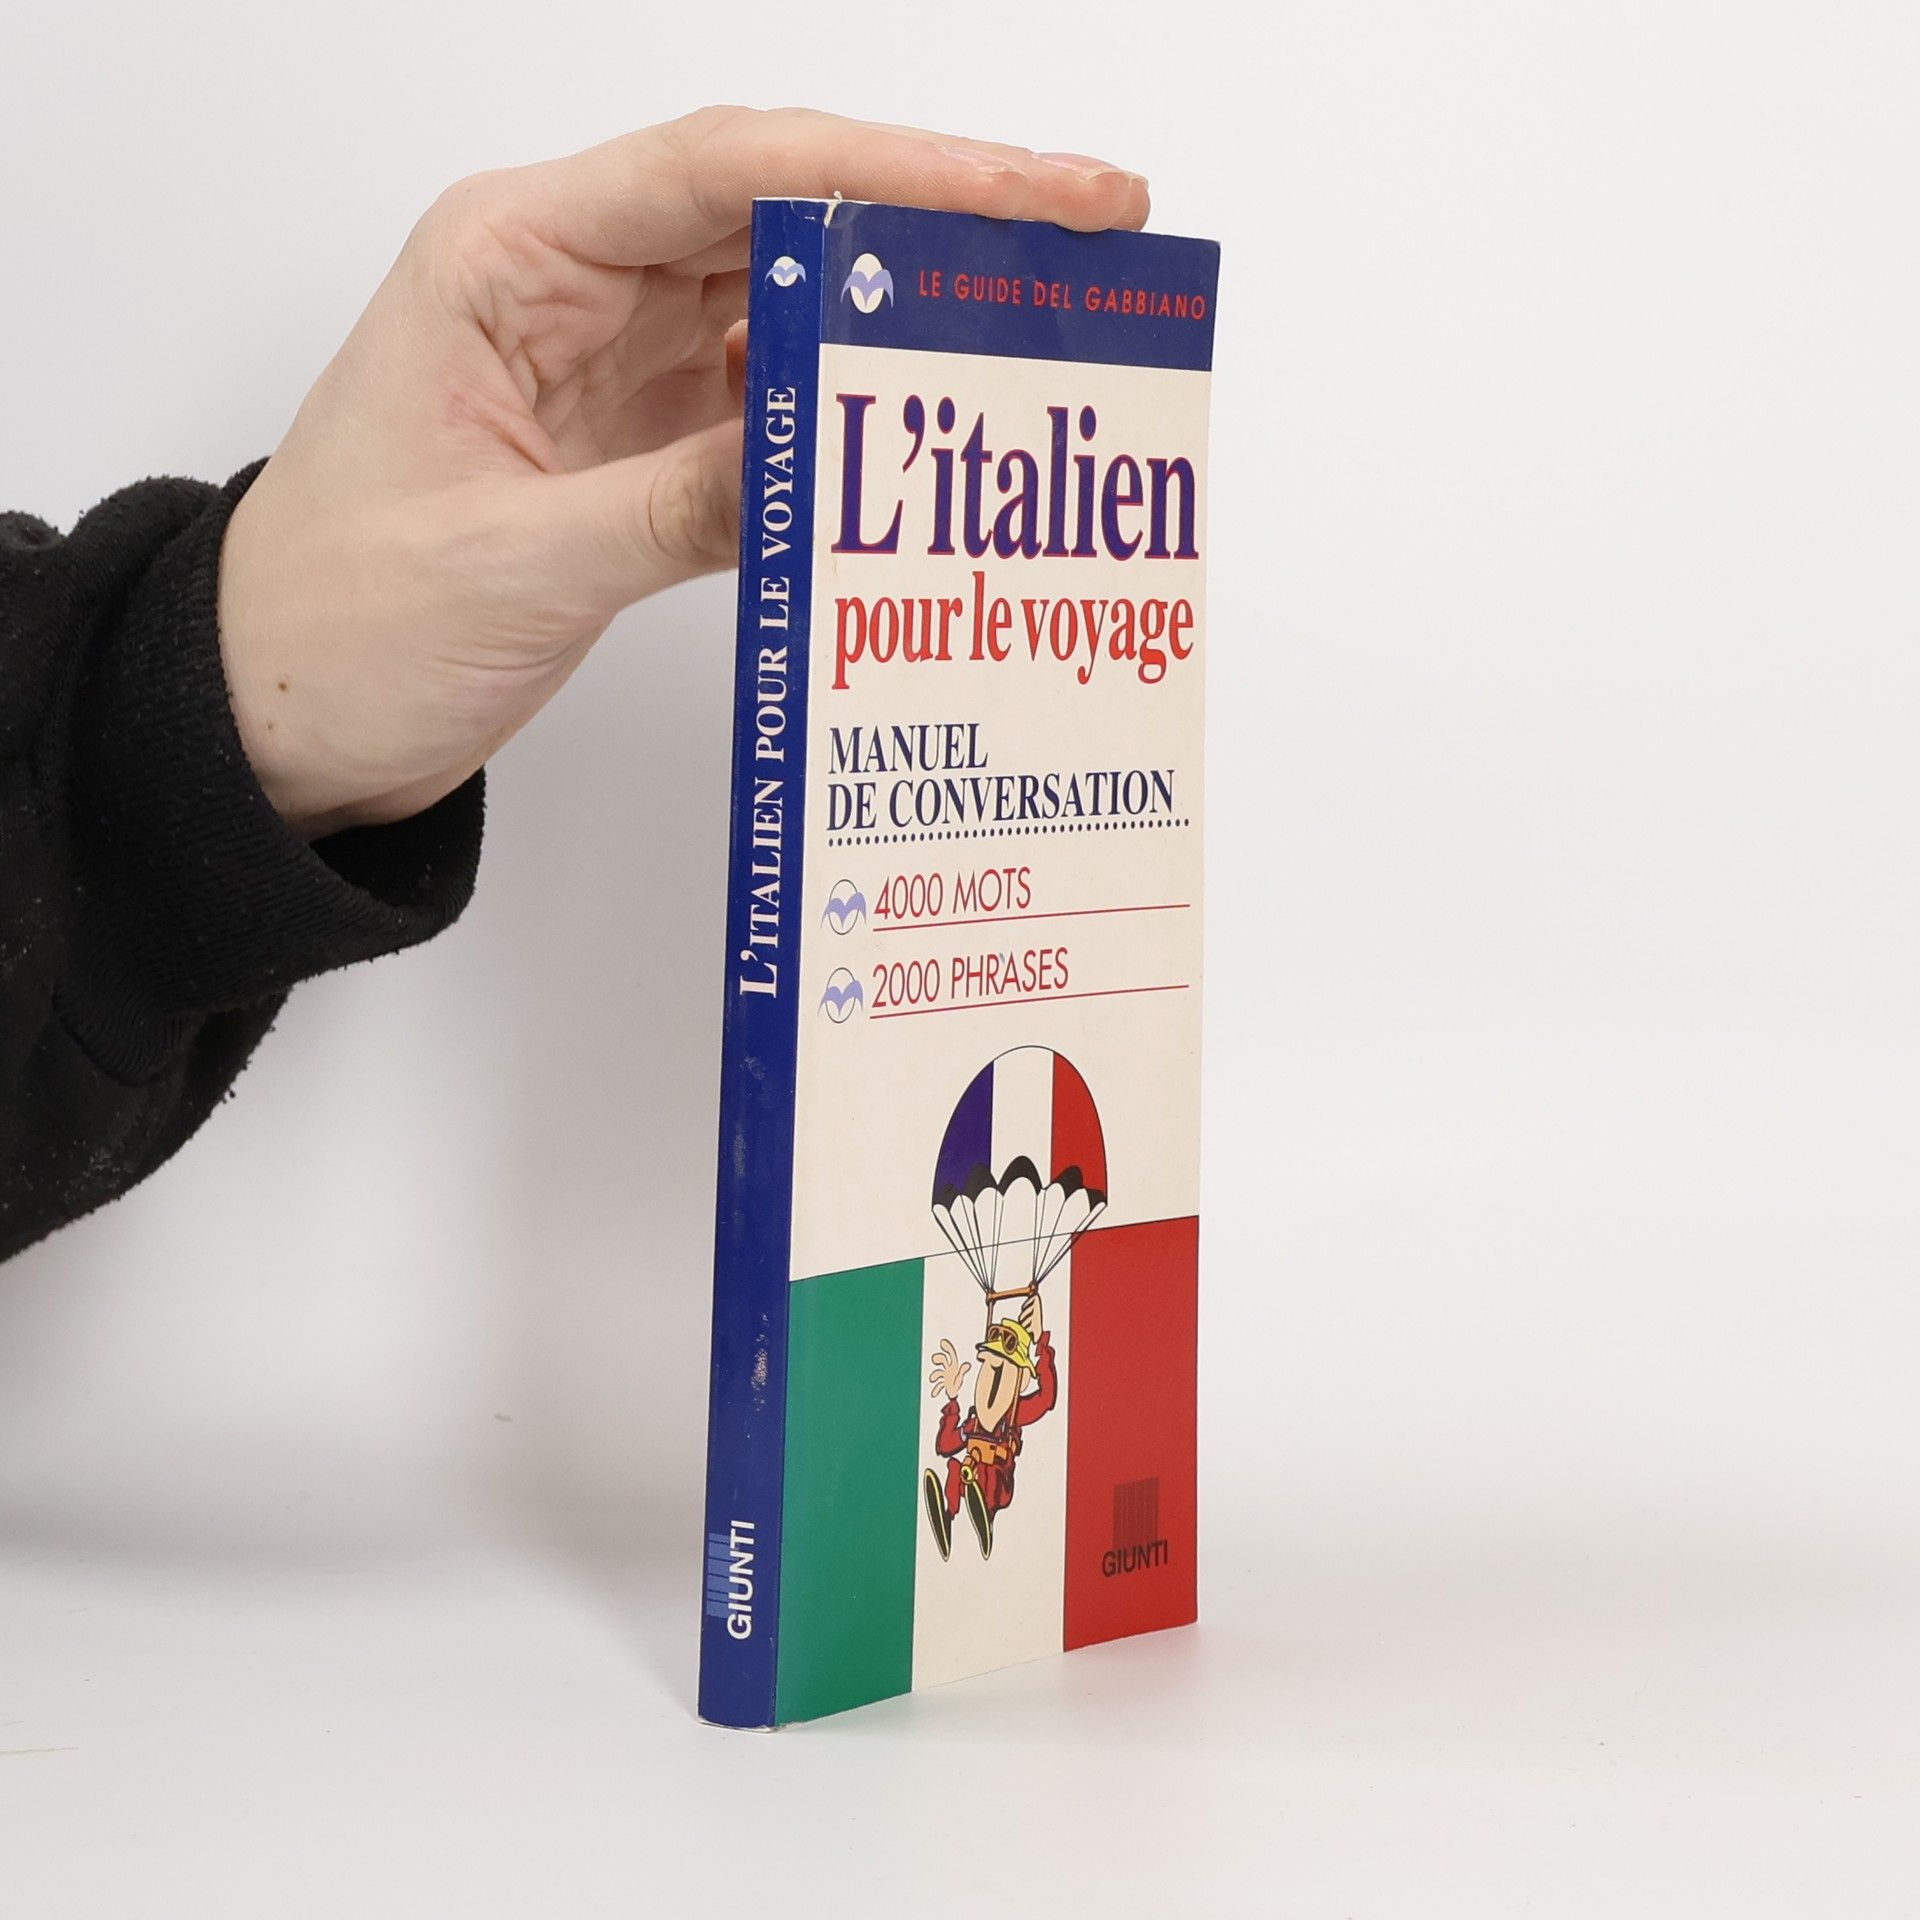 LE GUIDE DEL GABBIANO
L'italien
pour le voyage
MANUEL
DE CONVERSATION
4000 MOTS
2000 PHRASES
GIUNTI
L'ITALIEN POUR LE VOYAGE
GIUNTI